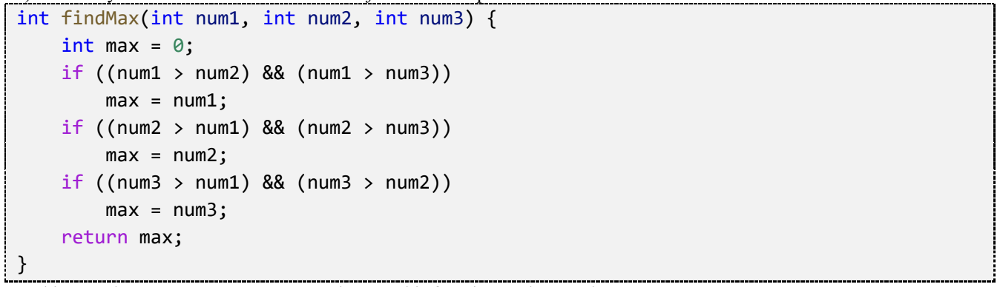 int findMax(int num1, int num2, int num3) {
    int max = 0;
    if ((num1 > num2) && (num1 > num3))
        max = num1;
    if ((num2 > num1) && (num2 > num3))
        max = num2;
    if ((num3 > num1) && (num3 > num2))
        max = num3;
    return max;
}